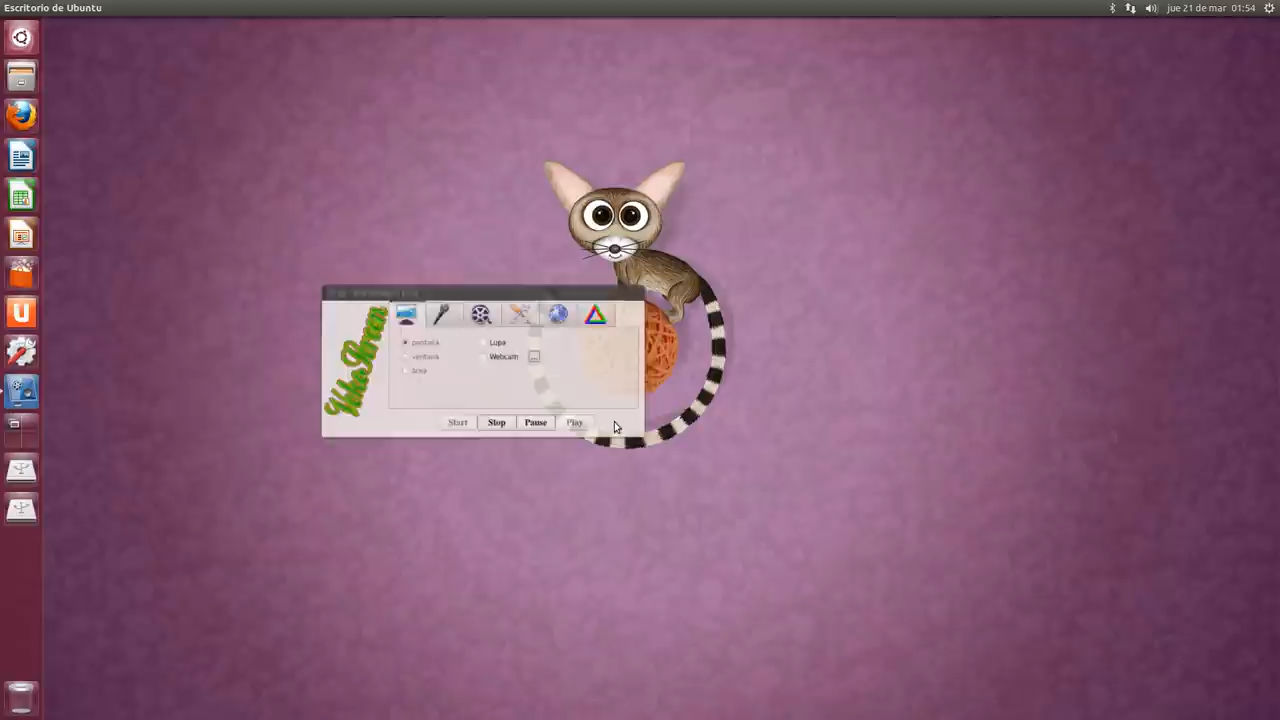 Escritorio de Ubuntu
jue 21 de mar 01:54
pantalla
Lupa
ventana
Webcam
...
Área
Start
Stop
Pause
Play